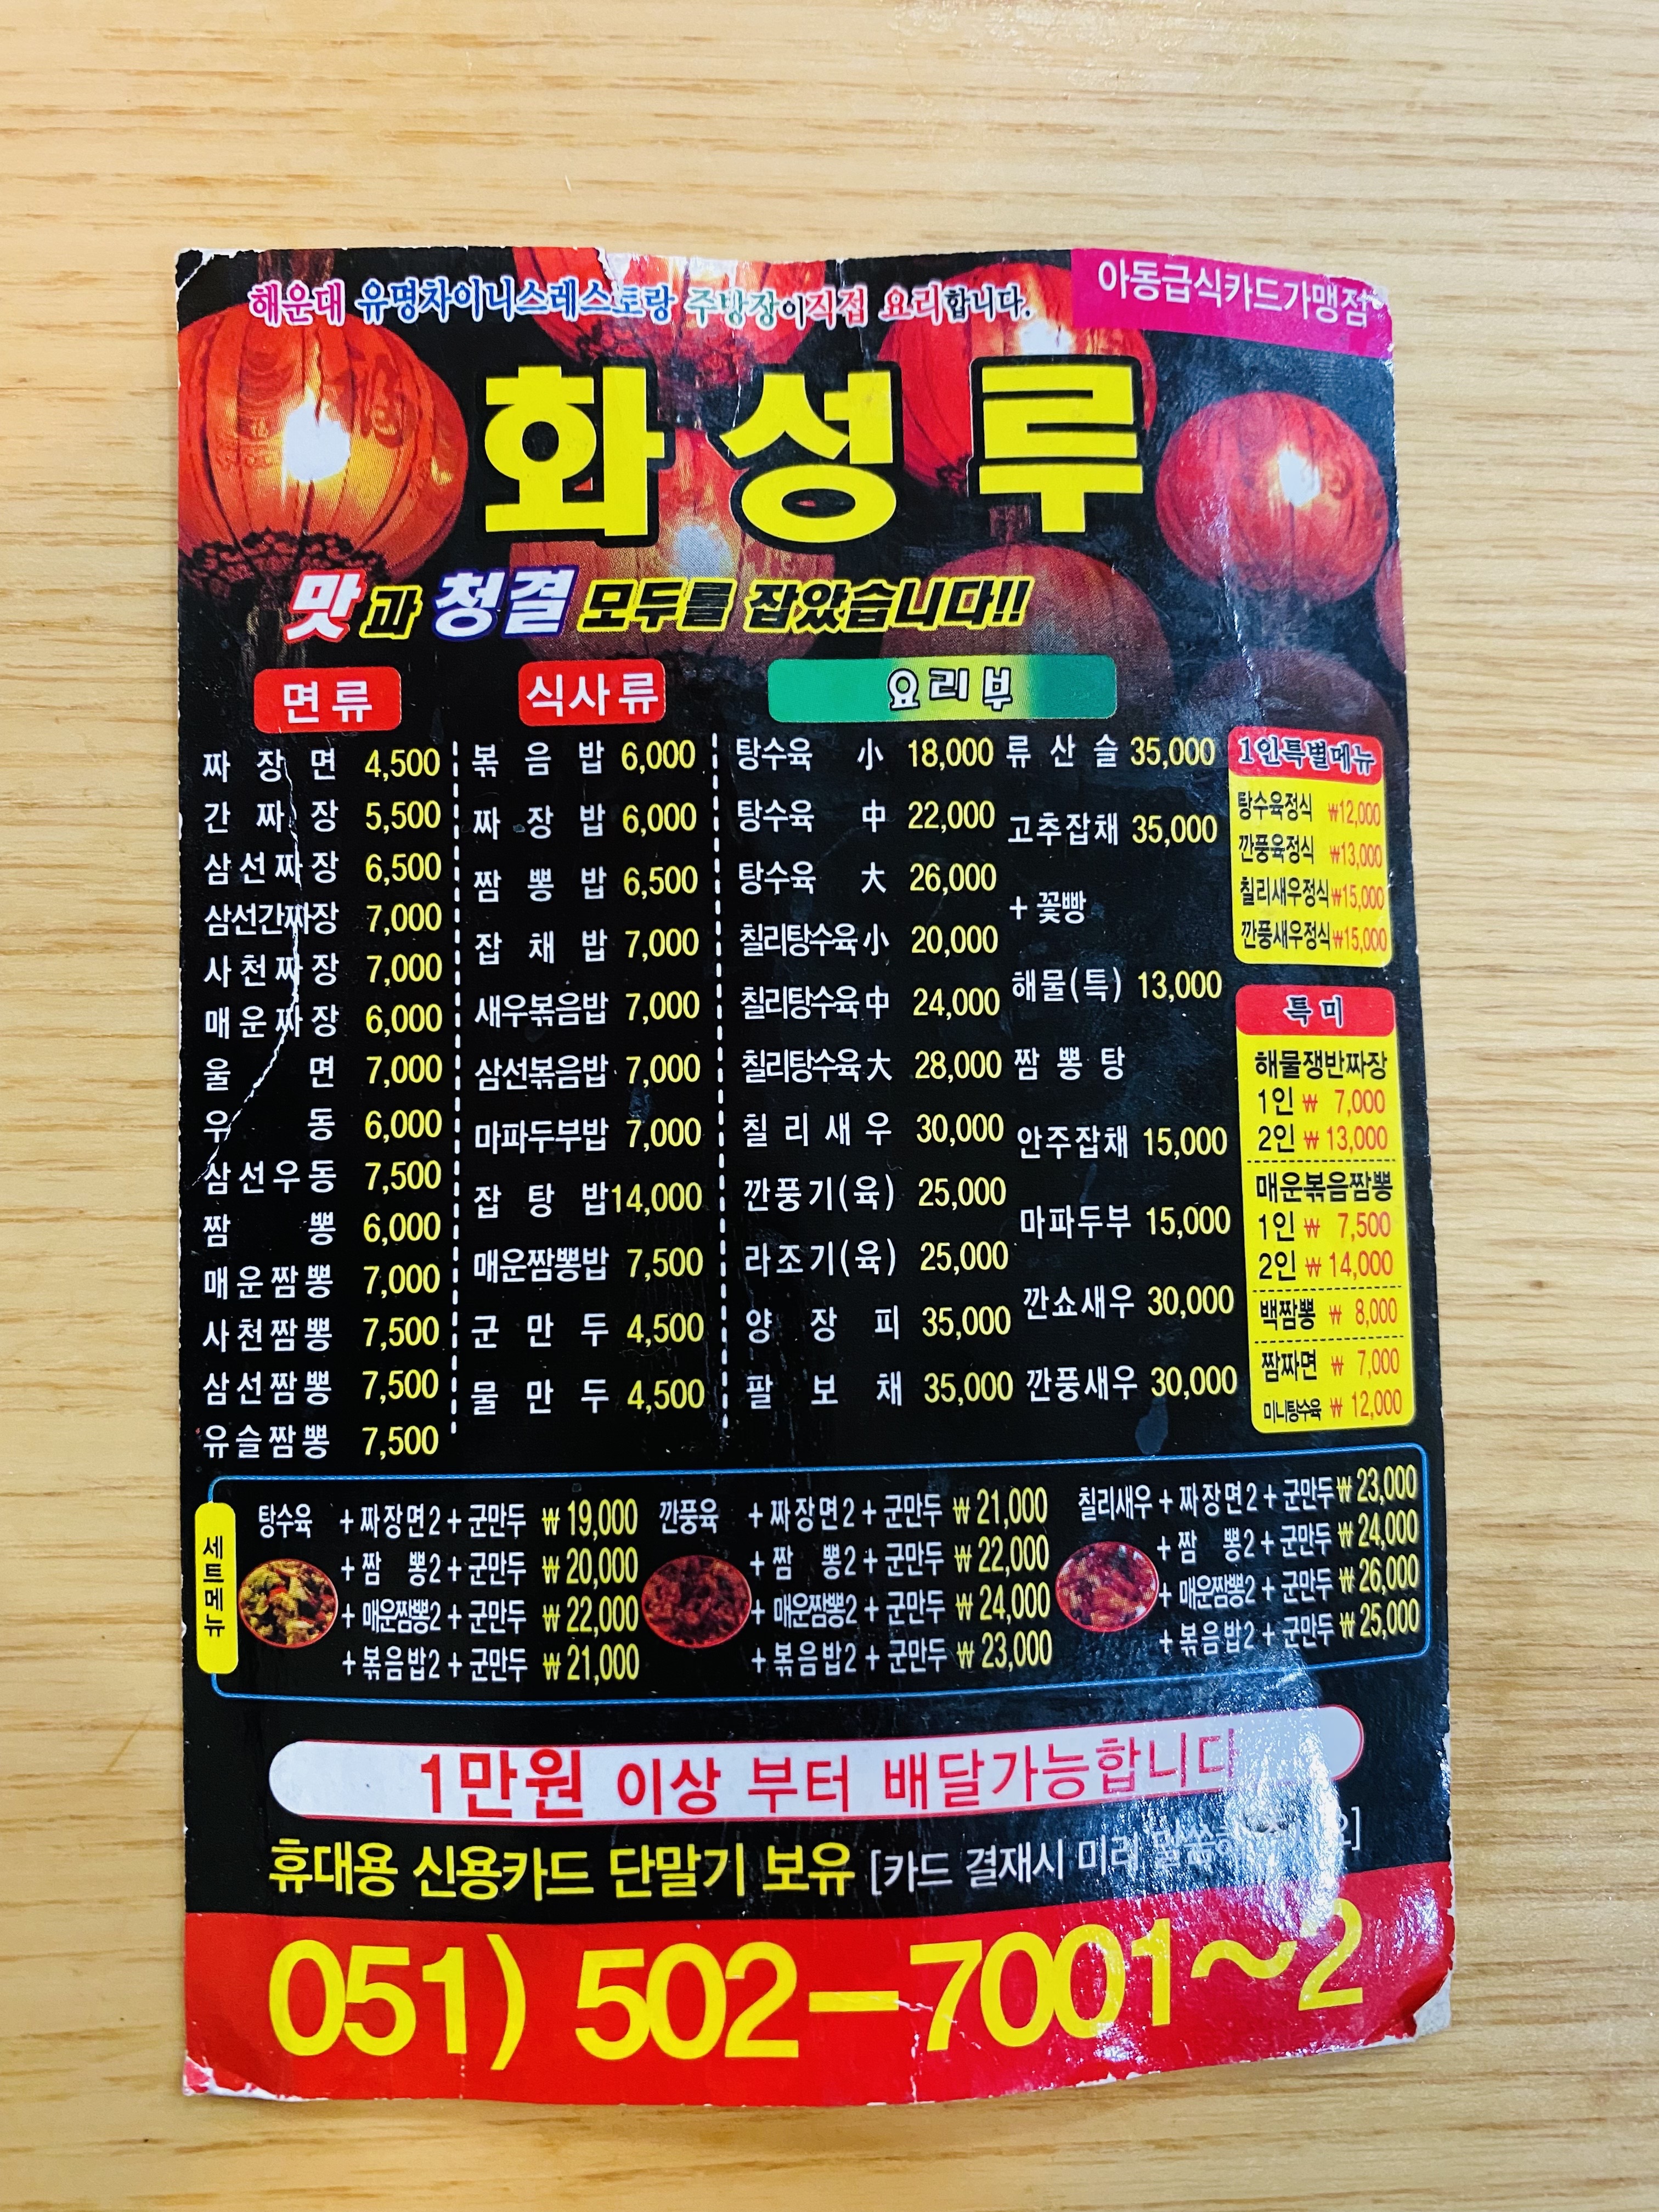 해운대 유명차이니스레스토랑 주방장이직접 요리합니다.
아동급식카드가맹점
화성루
맛과 청결 모두를 잡았습니다!!
면류
짜장면 4,500
간짜장 5,500
삼선짜장 6,500
삼선간짜장 7,000
사천짜장 7,000
매운짜장 6,000
울면 7,000
우동 6,000
삼선우동 7,500
짬뽕 6,000
매운짬뽕 7,000
사천짬뽕 7,500
삼선짬뽕 7,500
유슬짬뽕 7,500
식사류
볶음밥 6,000
짜장밥 6,000
짬뽕밥 6,500
잡채밥 7,000
새우볶음밥 7,000
삼선볶음밥 7,000
마파두부밥 7,000
잡탕밥 14,000
매운짬뽕밥 7,500
군만두 4,500
물만두 4,500
요리부
탕수육 小 18,000
탕수육 中 22,000
탕수육 大 26,000
칠리탕수육 小 20,000
칠리탕수육 中 24,000
칠리탕수육 大 28,000
칠리새우 30,000
깐풍기(육) 25,000
라조기(육) 25,000
양장피 35,000
팔보채 35,000
류산슬 35,000
고추잡채 35,000
+ 꽃빵
해물(특) 13,000
짬뽕탕
안주잡채 15,000
마파두부 15,000
깐쇼새우 30,000
깐풍새우 30,000
1인특별메뉴
탕수육정식 ₩12,000
깐풍육정식 ₩13,000
칠리새우정식 ₩15,000
깐풍새우정식 ₩15,000
특미
해물쟁반짜장
1인 ₩ 7,000
2인 ₩ 13,000
매운볶음짬뽕
1인 ₩ 7,500
2인 ₩ 14,000
백짬뽕 ₩ 8,000
짬짜면 ₩ 7,000
미니탕수육 ₩ 12,000
세트메뉴
탕수육 + 짜장면2 + 군만두 ₩ 19,000
+ 짬뽕2 + 군만두 ₩ 20,000
+ 매운짬뽕2 + 군만두 ₩ 22,000
+ 볶음밥2 + 군만두 ₩ 21,000
깐풍육 + 짜장면2 + 군만두 ₩ 21,000
+ 짬뽕2 + 군만두 ₩ 22,000
+ 매운짬뽕2 + 군만두 ₩ 24,000
+ 볶음밥2 + 군만두 ₩ 23,000
칠리새우 + 짜장면2 + 군만두 ₩ 23,000
+ 짬뽕2 + 군만두 ₩ 24,000
+ 매운짬뽕2 + 군만두 ₩ 26,000
+ 볶음밥2 + 군만두 ₩ 25,000
1만원 이상 부터 배달가능합니다
휴대용 신용카드 단말기 보유 [카드 결재시 미리
051) 502-7001~2